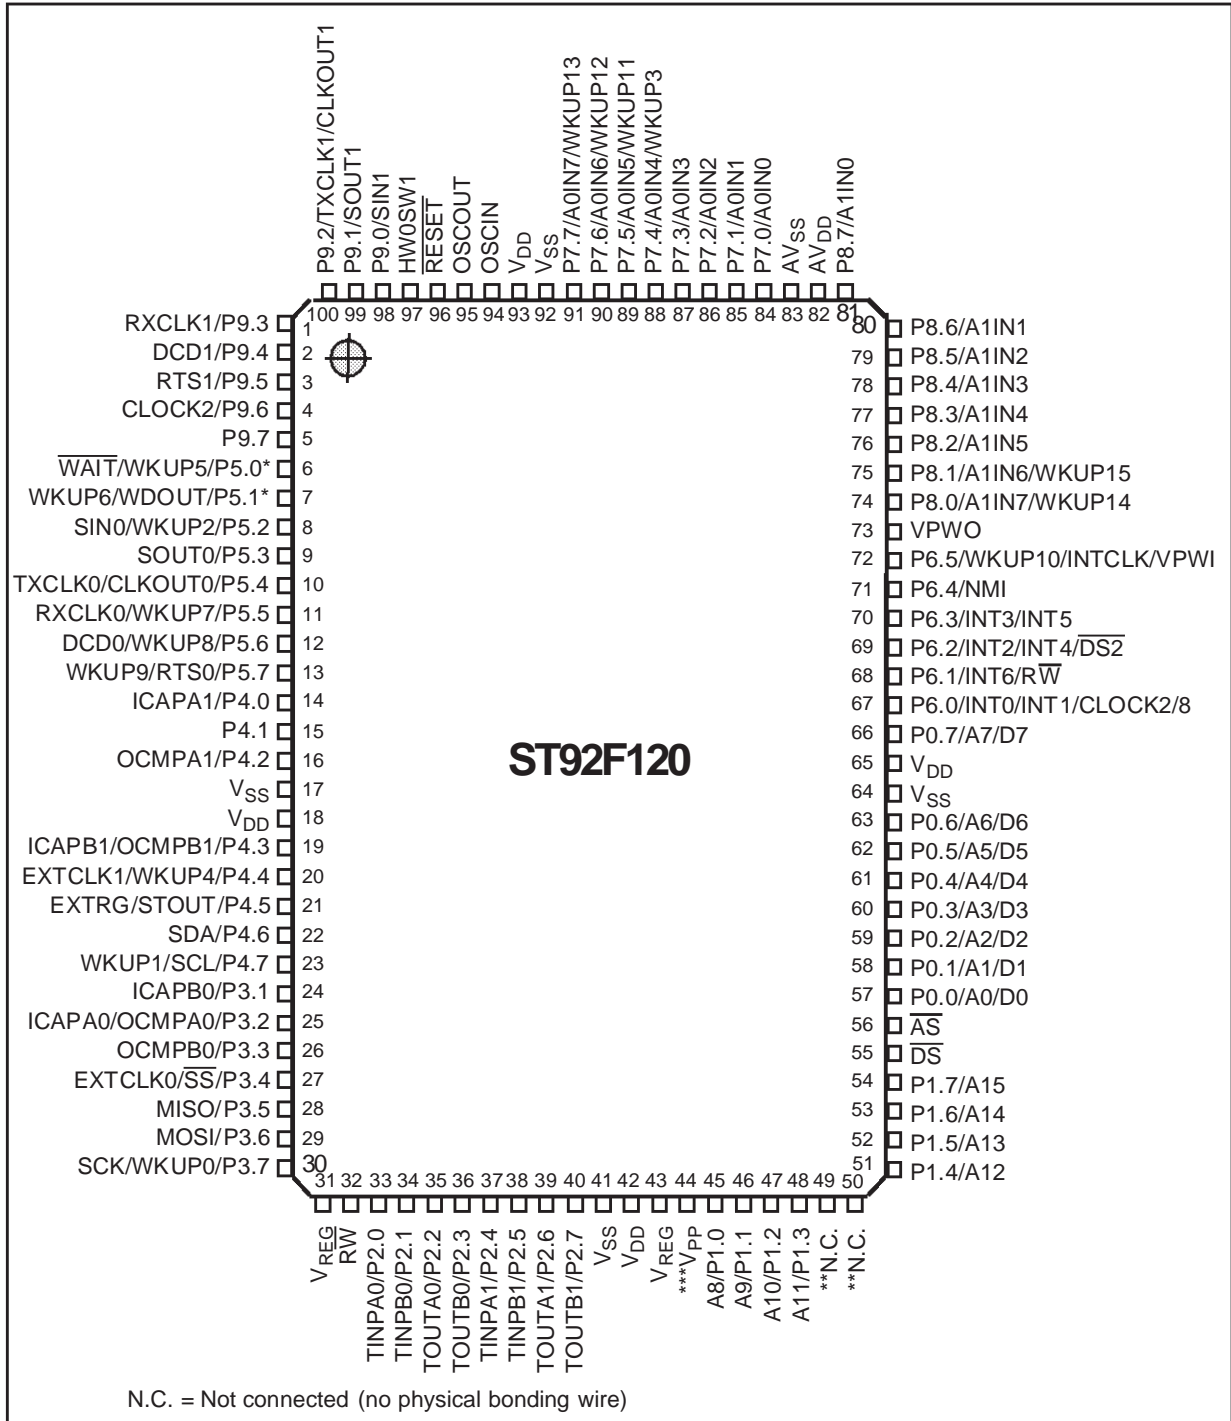 P9.2/TXCLK1/CLKOUT1
P9.1/SOUT1
P9.0/SIN1
HW0SW1
RESET
OSCOUT
OSCIN
VDD
VSS
P7.7/A0IN7/WKUP13
P7.6/A0IN6/WKUP12
P7.5/A0IN5/WKUP11
P7.4/A0IN4/WKUP3
P7.3/A0IN3
P7.2/A0IN2
P7.1/A0IN1
P7.0/A0IN0
AVSS
AVDD
P8.7/A1IN0
100 99 98 97 96 95 94 93 92 91 90 89 88 87 86 85 84 83 82 81
RXCLK1/P9.3 1
DCD1/P9.4 2
RTS1/P9.5 3
CLOCK2/P9.6 4
P9.7 5
WAIT/WKUP5/P5.0* 6
WKUP6/WDOUT/P5.1* 7
SIN0/WKUP2/P5.2 8
SOUT0/P5.3 9
TXCLK0/CLKOUT0/P5.4 10
RXCLK0/WKUP7/P5.5 11
DCD0/WKUP8/P5.6 12
WKUP9/RTS0/P5.7 13
ICAPA1/P4.0 14
P4.1 15
OCMPA1/P4.2 16
VSS 17
VDD 18
ICAPB1/OCMPB1/P4.3 19
EXTCLK1/WKUP4/P4.4 20
EXTRG/STOUT/P4.5 21
SDA/P4.6 22
WKUP1/SCL/P4.7 23
ICAPB0/P3.1 24
ICAPA0/OCMPA0/P3.2 25
OCMPB0/P3.3 26
EXTCLK0/SS/P3.4 27
MISO/P3.5 28
MOSI/P3.6 29
SCK/WKUP0/P3.7 30
ST92F120
80 P8.6/A1IN1
79 P8.5/A1IN2
78 P8.4/A1IN3
77 P8.3/A1IN4
76 P8.2/A1IN5
75 P8.1/A1IN6/WKUP15
74 P8.0/A1IN7/WKUP14
73 VPWO
72 P6.5/WKUP10/INTCLK/VPWI
71 P6.4/NMI
70 P6.3/INT3/INT5
69 P6.2/INT2/INT4/DS2
68 P6.1/INT6/RW
67 P6.0/INT0/INT1/CLOCK2/8
66 P0.7/A7/D7
65 VDD
64 VSS
63 P0.6/A6/D6
62 P0.5/A5/D5
61 P0.4/A4/D4
60 P0.3/A3/D3
59 P0.2/A2/D2
58 P0.1/A1/D1
57 P0.0/A0/D0
56 AS
55 DS
54 P1.7/A15
53 P1.6/A14
52 P1.5/A13
51 P1.4/A12
31 32 33 34 35 36 37 38 39 40 41 42 43 44 45 46 47 48 49 50
VREG
RW
TINPA0/P2.0
TINPB0/P2.1
TOUTA0/P2.2
TOUTB0/P2.3
TINPA1/P2.4
TINPB1/P2.5
TOUTA1/P2.6
TOUTB1/P2.7
VSS
VDD
VREG
***VPP
A8/P1.0
A9/P1.1
A10/P1.2
A11/P1.3
**N.C.
**N.C.
N.C. = Not connected (no physical bonding wire)